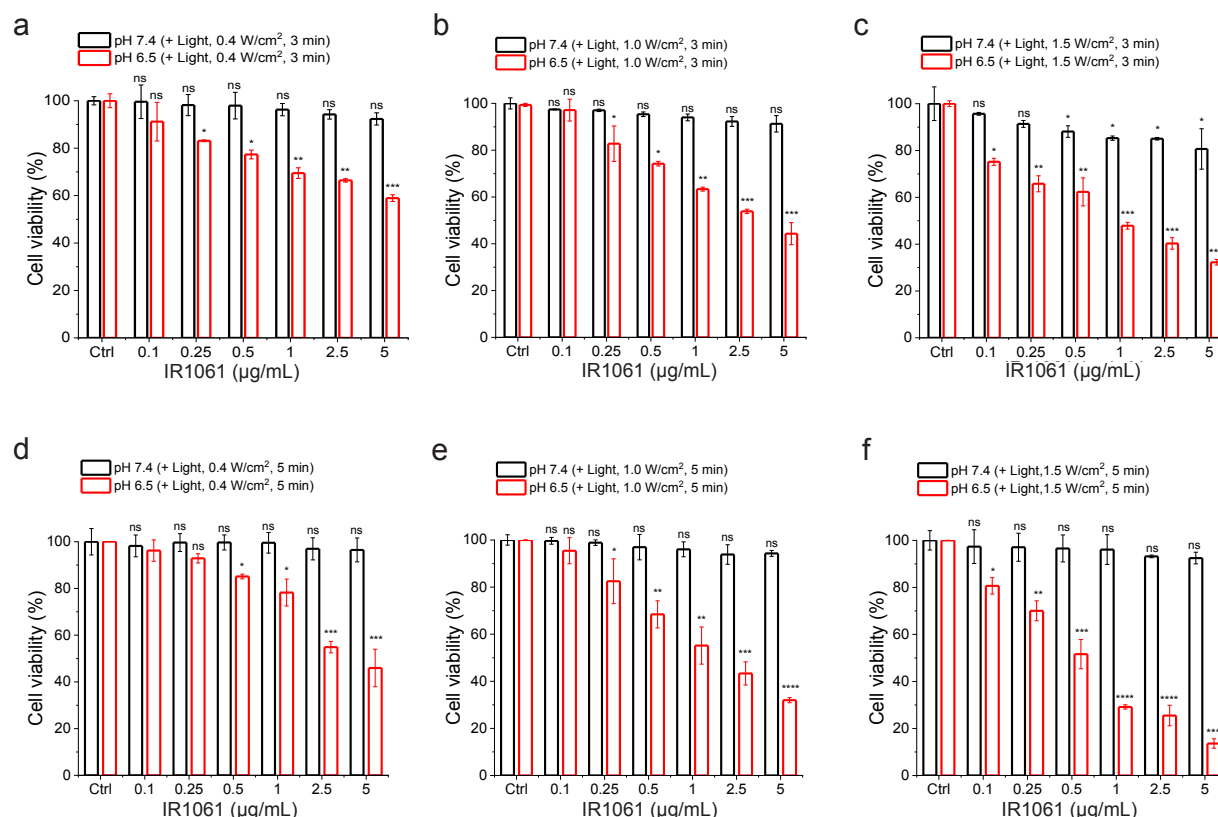 a
pH 7.4 (+ Light, 0.4 W/cm², 3 min)
pH 6.5 (+ Light, 0.4 W/cm², 3 min)
ns ns ns ns ns ns ns
* * ** ** ***
Cell viability (%)
100
80
60
40
20
0
Ctrl 0.1 0.25 0.5 1 2.5 5
IR1061 (µg/mL)
b
pH 7.4 (+ Light, 1.0 W/cm², 3 min)
pH 6.5 (+ Light, 1.0 W/cm², 3 min)
ns ns ns ns ns ns ns
* * ** *** ***
Cell viability (%)
100
80
60
40
20
0
Ctrl 0.1 0.25 0.5 1 2.5 5
IR1061 (µg/mL)
c
pH 7.4 (+ Light, 1.5 W/cm², 3 min)
pH 6.5 (+ Light, 1.5 W/cm², 3 min)
ns ns * * * *
* ** ** *** *** **
Cell viability (%)
100
80
60
40
20
0
Ctrl 0.1 0.25 0.5 1 2.5 5
IR1061 (µg/mL)
d
pH 7.4 (+ Light, 0.4 W/cm², 5 min)
pH 6.5 (+ Light, 0.4 W/cm², 5 min)
ns ns ns ns ns ns
ns ns * * *** ***
Cell viability (%)
100
80
60
40
20
0
Ctrl 0.1 0.25 0.5 1 2.5 5
IR1061 (µg/mL)
e
pH 7.4 (+ Light, 1.0 W/cm², 5 min)
pH 6.5 (+ Light, 1.0 W/cm², 5 min)
ns ns ns ns ns ns ns
* ** ** *** ****
Cell viability (%)
100
80
60
40
20
0
Ctrl 0.1 0.25 0.5 1 2.5 5
IR1061 (µg/mL)
f
pH 7.4 (+ Light,1.5 W/cm², 5 min)
pH 6.5 (+ Light,1.5 W/cm², 5 min)
ns ns ns ns ns ns
* ** *** **** **** ***
Cell viability (%)
100
80
60
40
20
0
Ctrl 0.1 0.25 0.5 1 2.5 5
IR1061 (µg/mL)